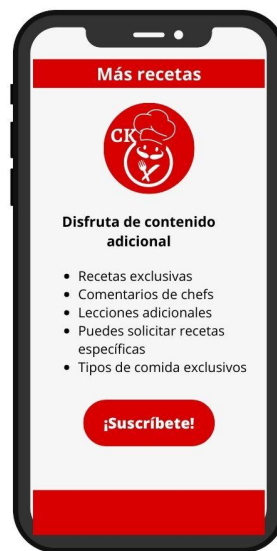 Más recetas
CK
Disfruta de contenido
adicional
• Recetas exclusivas
• Comentarios de chefs
• Lecciones adicionales
• Puedes solicitar recetas
específicas
• Tipos de comida exclusivos
¡Suscríbete!